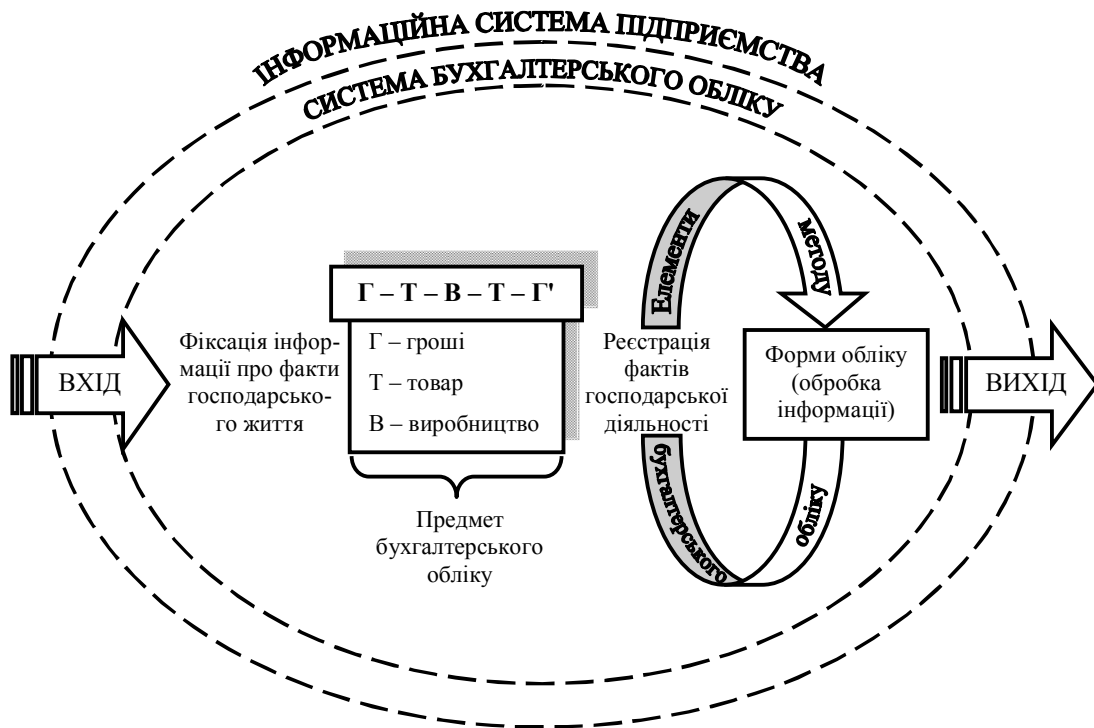 ІНФОРМАЦІЙНА СИСТЕМА ПІДПРИЄМСТВА
СИСТЕМА БУХГАЛТЕРСЬКОГО ОБЛІКУ
ВХІД
Фіксація інфор-
мації про факти
господарсько-
го життя
Г – Т – В – Т – Г'
Г – гроші
Т – товар
В – виробництво
Предмет
бухгалтерського
обліку
Елементи
методу
бухгалтерського
обліку
Реєстрація
фактів
господарської
діяльності
Форми обліку
(обробка
інформації)
ВИХІД